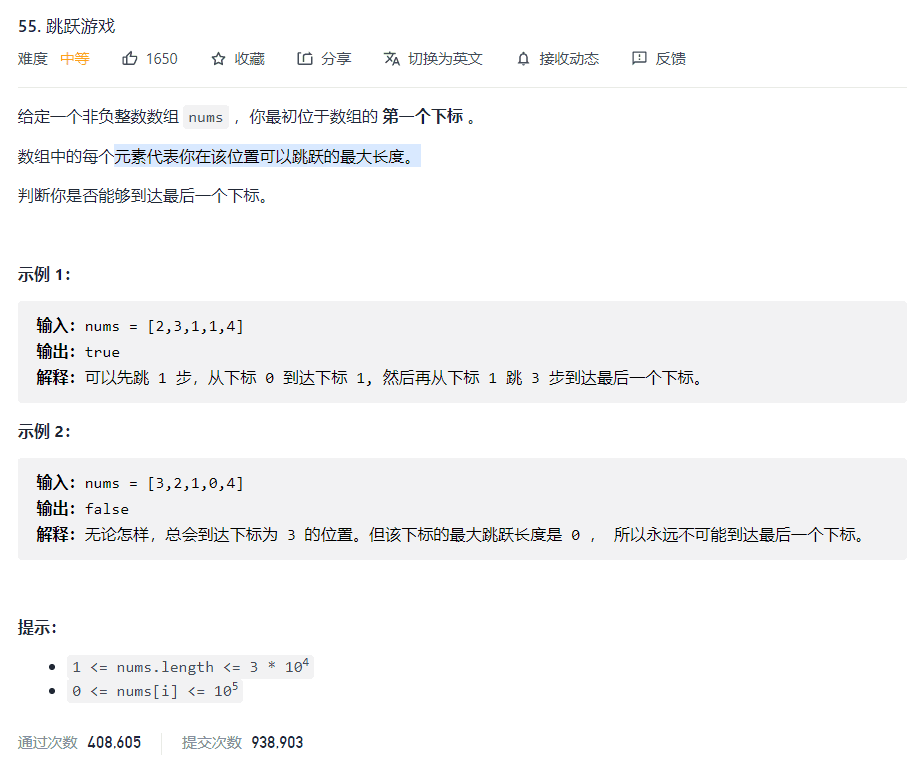 55. 跳跃游戏
难度 中等 1650 收藏 分享 切换为英文 接收动态 反馈
给定一个非负整数数组 nums ，你最初位于数组的 第一个下标 。
数组中的每个元素代表你在该位置可以跳跃的最大长度。
判断你是否能够到达最后一个下标。
示例 1：
输入：nums = [2,3,1,1,4]
输出：true
解释：可以先跳 1 步，从下标 0 到达下标 1, 然后再从下标 1 跳 3 步到达最后一个下标。
示例 2：
输入：nums = [3,2,1,0,4]
输出：false
解释：无论怎样，总会到达下标为 3 的位置。但该下标的最大跳跃长度是 0 ， 所以永远不可能到达最后一个下标。
提示：
1 <= nums.length <= 3 * 10⁴
0 <= nums[i] <= 10⁵
通过次数 408,605 提交次数 938,903